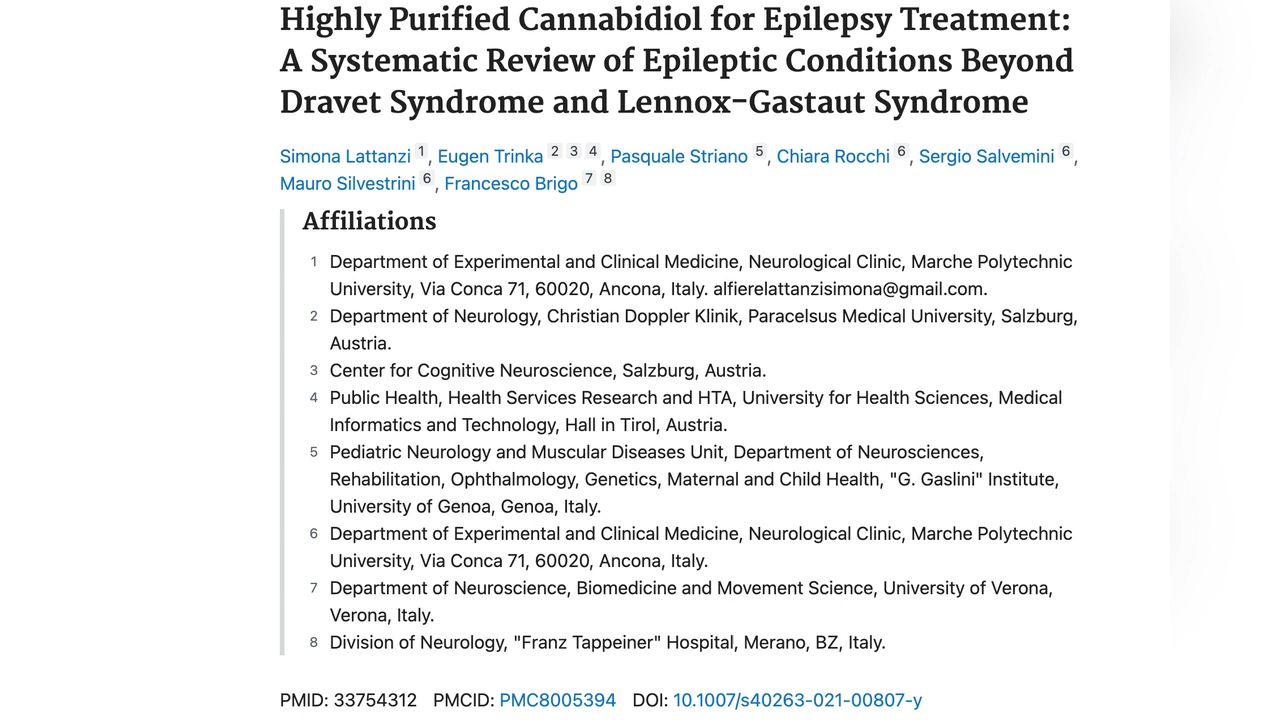 Highly Purified Cannabidiol for Epilepsy Treatment:
A Systematic Review of Epileptic Conditions Beyond
Dravet Syndrome and Lennox-Gastaut Syndrome
Simona Lattanzi 1, Eugen Trinka 2 3 4, Pasquale Striano 5, Chiara Rocchi 6, Sergio Salvemini 6,
Mauro Silvestrini 6, Francesco Brigo 7 8
Affiliations
1 Department of Experimental and Clinical Medicine, Neurological Clinic, Marche Polytechnic
University, Via Conca 71, 60020, Ancona, Italy. alfierelattanzisimona@gmail.com.
2 Department of Neurology, Christian Doppler Klinik, Paracelsus Medical University, Salzburg,
Austria.
3 Center for Cognitive Neuroscience, Salzburg, Austria.
4 Public Health, Health Services Research and HTA, University for Health Sciences, Medical
Informatics and Technology, Hall in Tirol, Austria.
5 Pediatric Neurology and Muscular Diseases Unit, Department of Neurosciences,
Rehabilitation, Ophthalmology, Genetics, Maternal and Child Health, "G. Gaslini" Institute,
University of Genoa, Genoa, Italy.
6 Department of Experimental and Clinical Medicine, Neurological Clinic, Marche Polytechnic
University, Via Conca 71, 60020, Ancona, Italy.
7 Department of Neuroscience, Biomedicine and Movement Science, University of Verona,
Verona, Italy.
8 Division of Neurology, "Franz Tappeiner" Hospital, Merano, BZ, Italy.
PMID: 33754312 PMCID: PMC8005394 DOI: 10.1007/s40263-021-00807-y